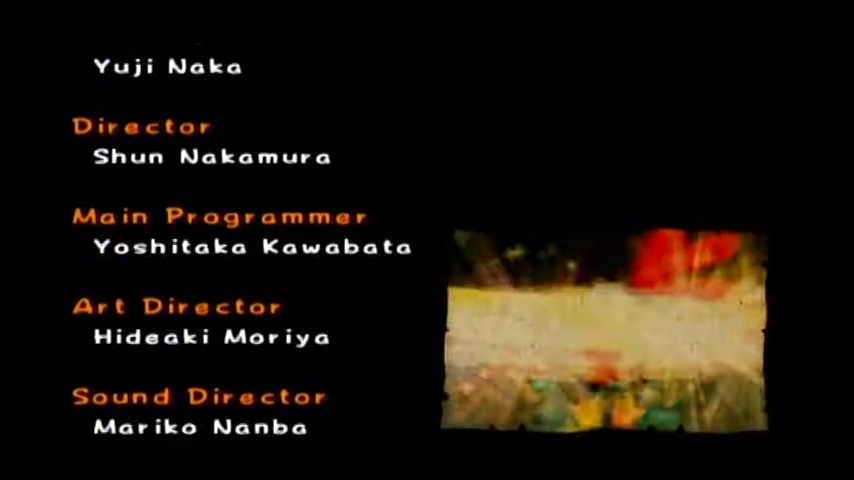 Yuji Naka
Director
Shun Nakamura
Main Programmer
Yoshitaka Kawabata
Art Director
Hideaki Moriya
Sound Director
Mariko Nanba